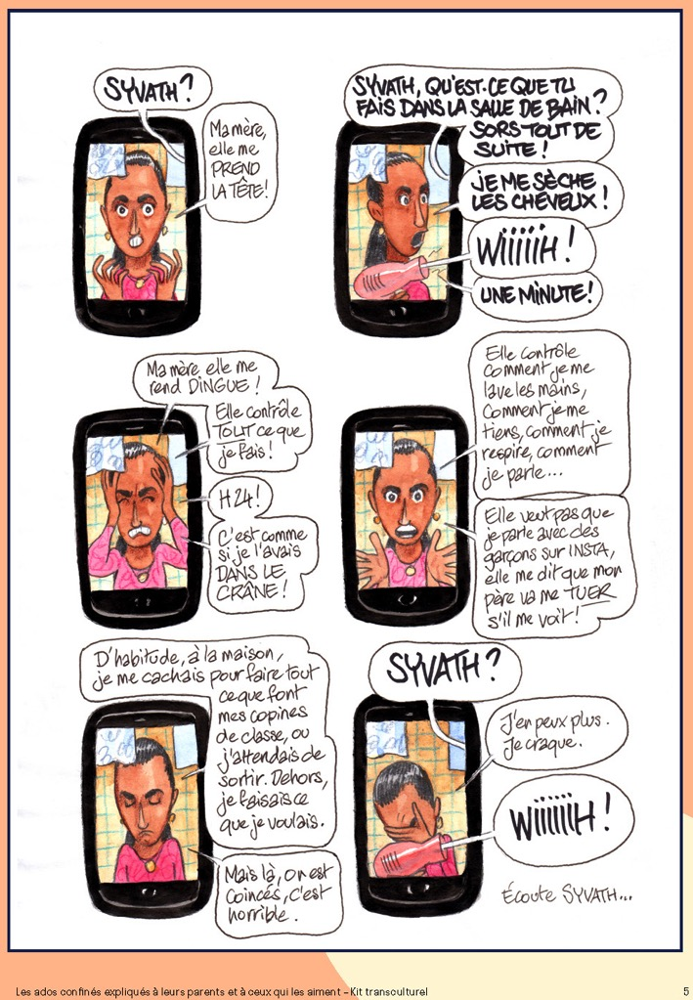 SYVATH ?
Ma mère,
elle me
PREND
LA TÊTE !
SYVATH, QU'EST-CE QUE TU
FAIS DANS LA SALLE DE BAIN ?
SORS TOUT DE
SUITE !
JE ME SÈCHE
LES CHEVEUX !
WiiiiiH !
UNE MINUTE !
Ma mère, elle me
rend DINGUE !
Elle contrôle
TOUT ce que
je fais !
H24 !
C'est comme
si je l'avais
DANS LE
CRÂNE !
Elle contrôle
comment je me
lave les mains,
comment je me
tiens, comment je
respire, comment
je parle...
Elle veut pas que
je parle avec des
garçons sur INSTA,
elle me dit que mon
père va me TUER
s'il me voit !
D'habitude, à la maison,
je me cachais pour faire tout
ce que font
mes copines
de classe, ou
j'attendais de
sortir. Dehors,
je faisais ce
que je voulais.
Mais là, on est
coincés, c'est
horrible.
SYVATH ?
J'en peux plus.
Je craque.
WiiiiiiH !
Écoute SYVATH...
Les ados confinés expliqués à leurs parents et à ceux qui les aiment – Kit transculturel
5